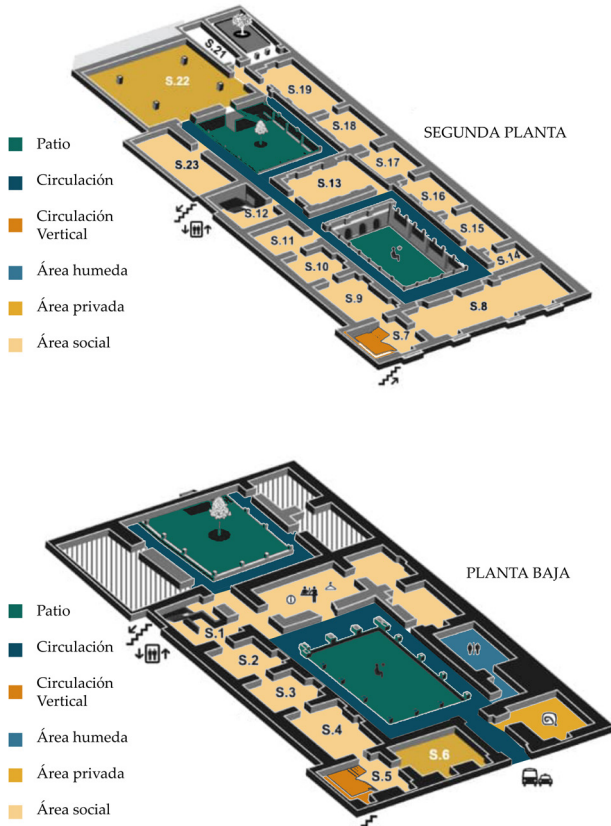 S.21
S.22
S.19
S.18
SEGUNDA PLANTA
Patio
S.17
S.23
S.13
Circulación
S.16
Circulación
Vertical
S.12
S.15
S.11
S.14
Área humeda
S.10
S.9
S.8
Área privada
S.7
Área social
PLANTA BAJA
Patio
S.1
Circulación
S.2
S.3
Circulación
Vertical
S.4
Área humeda
S.6
S.5
Área privada
Área social